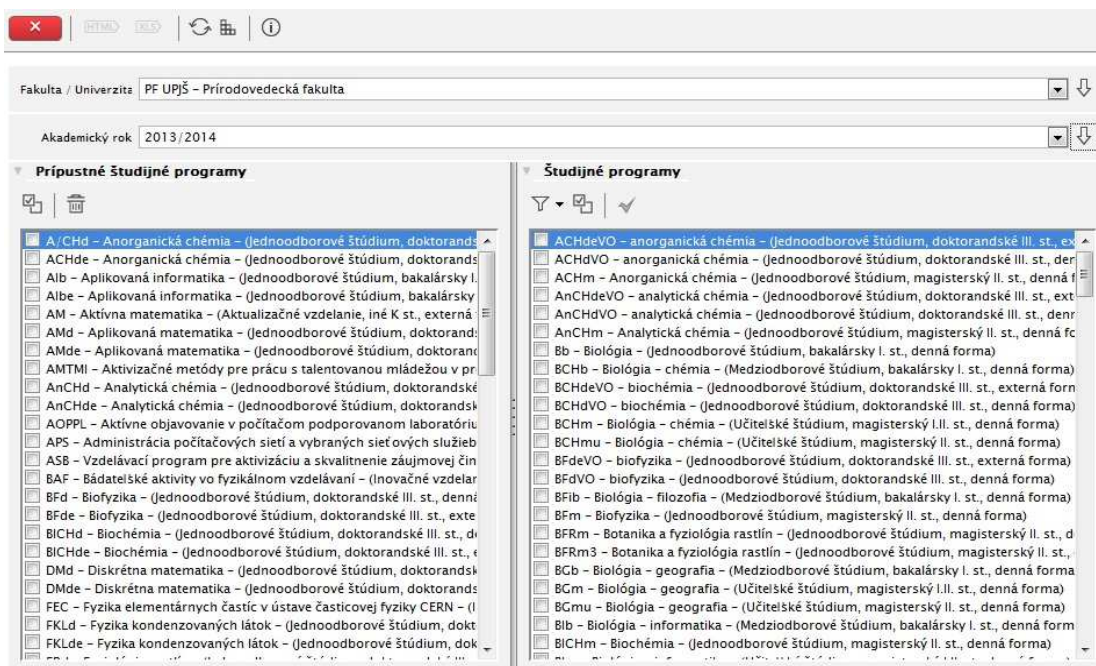 HTML XLS
Fakulta / Univerzita PF UPJŠ – Prírodovedecká fakulta
Akademický rok 2013/2014
Prípustné študijné programy
A/CHd – Anorganická chémia – (Jednoodborové štúdium, doktorands
ACHde – Anorganická chémia – (Jednoodborové štúdium, doktorands
AIb – Aplikovaná informatika – (Jednoodborové štúdium, bakalársky I.
AIbe – Aplikovaná informatika – (Jednoodborové štúdium, bakalársky
AM – Aktívna matematika – (Aktualizačné vzdelanie, iné K st., externá
AMd – Aplikovaná matematika – (Jednoodborové štúdium, doktorands
AMde – Aplikovaná matematika – (Jednoodborové štúdium, doktoranc
AMTMI – Aktivizačné metódy pre prácu s talentovanou mládežou v pr
AnCHd – Analytická chémia – (Jednoodborové štúdium, doktorandské
AnCHde – Analytická chémia – (Jednoodborové štúdium, doktorandsk
AOPPL – Aktívne objavovanie v počítačom podporovanom laboratóriu
APS – Administrácia počítačových sietí a vybraných sieťových služieb
ASB – Vzdelávací program pre aktivizáciu a skvalitnenie záujmovej čin
BAF – Bádateľské aktivity vo fyzikálnom vzdelávaní – (Inovačné vzdelar
BFd – Biofyzika – (Jednoodborové štúdium, doktorandské III. st., denná
BFde – Biofyzika – (Jednoodborové štúdium, doktorandské III. st., exte
BICHd – Biochémia – (Jednoodborové štúdium, doktorandské III. st., d
BICHde – Biochémia – (Jednoodborové štúdium, doktorandské III. st., e
DMd – Diskrétna matematika – (Jednoodborové štúdium, doktorandsk
DMde – Diskrétna matematika – (Jednoodborové štúdium, doktorands
FEC – Fyzika elementárnych častíc v ústave časticovej fyziky CERN – (I
FKLd – Fyzika kondenzovaných látok – (Jednoodborové štúdium, dokt
FKLde – Fyzika kondenzovaných látok – (Jednoodborové štúdium, dok
Študijné programy
ACHdeVO – anorganická chémia – (Jednoodborové štúdium, doktorandské III. st., ex
ACHdVO – anorganická chémia – (Jednoodborové štúdium, doktorandské III. st., der
ACHm – Anorganická chémia – (Jednoodborové štúdium, magisterský II. st., denná f
AnCHdeVO – analytická chémia – (Jednoodborové štúdium, doktorandské III. st., ext
AnCHdVO – analytická chémia – (Jednoodborové štúdium, doktorandské III. st., denr
AnCHm – Analytická chémia – (Jednoodborové štúdium, magisterský II. st., denná fc
Bb – Biológia – (Jednoodborové štúdium, bakalársky I. st., denná forma)
BCHb – Biológia – chémia – (Medziodborové štúdium, bakalársky I. st., denná forma)
BCHdeVO – biochémia – (Jednoodborové štúdium, doktorandské III. st., externá forn
BCHdVO – biochémia – (Jednoodborové štúdium, doktorandské III. st., denná forma)
BCHm – Biológia – chémia – (Učiteľské štúdium, magisterský I.II. st., denná forma)
BCHmu – Biológia – chémia – (Učiteľské štúdium, magisterský II. st., denná forma)
BFdeVO – biofyzika – (Jednoodborové štúdium, doktorandské III. st., externá forma)
BFdVO – biofyzika – (Jednoodborové štúdium, doktorandské III. st., denná forma)
BFib – Biológia – filozofia – (Medziodborové štúdium, bakalársky I. st., denná forma)
BFm – Biofyzika – (Jednoodborové štúdium, magisterský II. st., denná forma)
BFRm – Botanika a fyziológia rastlín – (Jednoodborové štúdium, magisterský II. st., d
BFRm3 – Botanika a fyziológia rastlín – (Jednoodborové štúdium, magisterský II. st.,
BGb – Biológia – geografia – (Medziodborové štúdium, bakalársky I. st., denná forma
BGm – Biológia – geografia – (Učiteľské štúdium, magisterský I.II. st., denná forma)
BGmu – Biológia – geografia – (Učiteľské štúdium, magisterský II. st., denná forma)
BIb – Biológia – informatika – (Medziodborové štúdium, bakalársky I. st., denná form
BICHm – Biochémia – (Jednoodborové štúdium, magisterský II. st., denná forma)